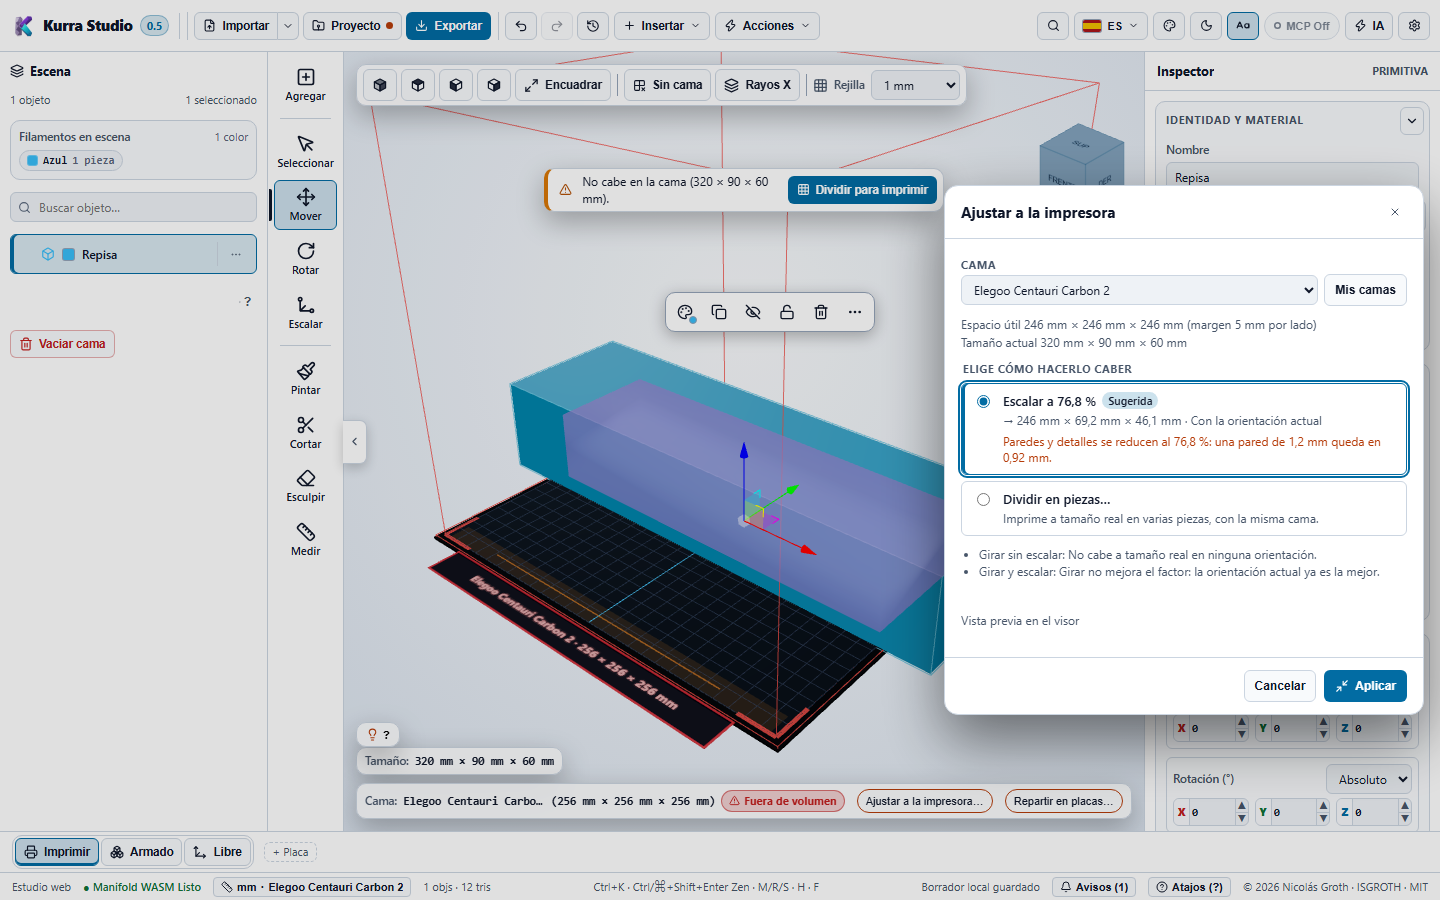 Kurra Studio 0.5 Importar Proyecto Exportar Insertar Acciones ES Aa MCP Off IA
Escena
1 objeto 1 seleccionado
Filamentos en escena 1 color
Azul 1 pieza
Buscar objeto...
Repisa ...
· ?
Vaciar cama
Agregar
Seleccionar
Mover
Rotar
Escalar
Pintar
Cortar
Esculpir
Medir
Encuadrar Sin cama Rayos X Rejilla 1 mm
No cabe en la cama (320 × 90 × 60
mm).
Dividir para imprimir
Elegoo Centauri Carbon 2 · 256 × 256 × 256 mm
?
Tamaño: 320 mm × 90 mm × 60 mm
Cama: Elegoo Centauri Carbo… (256 mm × 256 mm × 256 mm) Fuera de volumen Ajustar a la impresora… Repartir en placas…
Inspector PRIMITIVA
IDENTIDAD Y MATERIAL
Nombre
Repisa
Ajustar a la impresora ×
CAMA
Elegoo Centauri Carbon 2 Mis camas
Espacio útil 246 mm × 246 mm × 246 mm (margen 5 mm por lado)
Tamaño actual 320 mm × 90 mm × 60 mm
ELIGE CÓMO HACERLO CABER
Escalar a 76,8 % Sugerida
→ 246 mm × 69,2 mm × 46,1 mm · Con la orientación actual
Paredes y detalles se reducen al 76,8 %: una pared de 1,2 mm queda en
0,92 mm.
Dividir en piezas…
Imprime a tamaño real en varias piezas, con la misma cama.
• Girar sin escalar: No cabe a tamaño real en ninguna orientación.
• Girar y escalar: Girar no mejora el factor: la orientación actual ya es la mejor.
Vista previa en el visor
Cancelar Aplicar
X 0 Y 0 Z 0
Rotación (°) Absoluto
X 0 Y 0 Z 0
Imprimir Armado Libre + Placa
Estudio web ● Manifold WASM Listo mm · Elegoo Centauri Carbon 2 1 objs · 12 tris Ctrl+K · Ctrl/⌘+Shift+Enter Zen · M/R/S · H · F Borrador local guardado Avisos (1) Atajos (?) © 2026 Nicolás Groth · ISGROTH · MIT